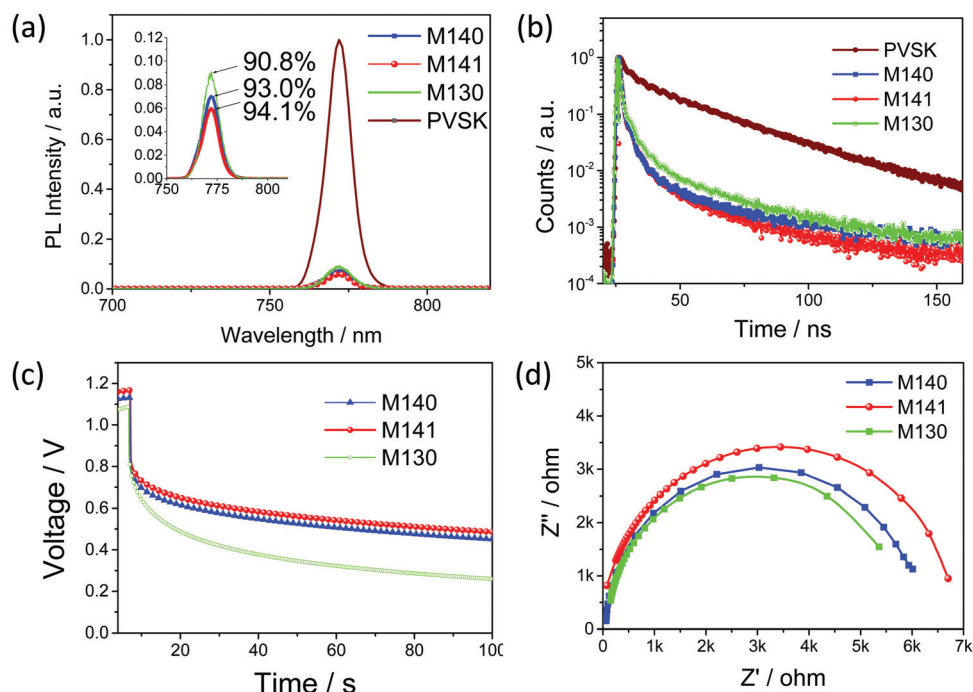 (a)
PL Intensity / a.u.
1.0
0.8
0.6
0.4
0.2
0.0
700
750
800
Wavelength / nm
M140
M141
M130
PVSK
0.12
0.10
0.08
0.06
0.04
0.02
0.00
750
775
800
90.8%
93.0%
94.1%
(b)
Counts / a.u.
10⁰
10⁻¹
10⁻²
10⁻³
10⁻⁴
50
100
150
Time / ns
PVSK
M140
M141
M130
(c)
Voltage / V
1.2
1.0
0.8
0.6
0.4
0.2
0.0
20
40
60
80
100
Time / s
M140
M141
M130
(d)
Z'' / ohm
5k
4k
3k
2k
1k
0
0
1k
2k
3k
4k
5k
6k
7k
Z' / ohm
M140
M141
M130